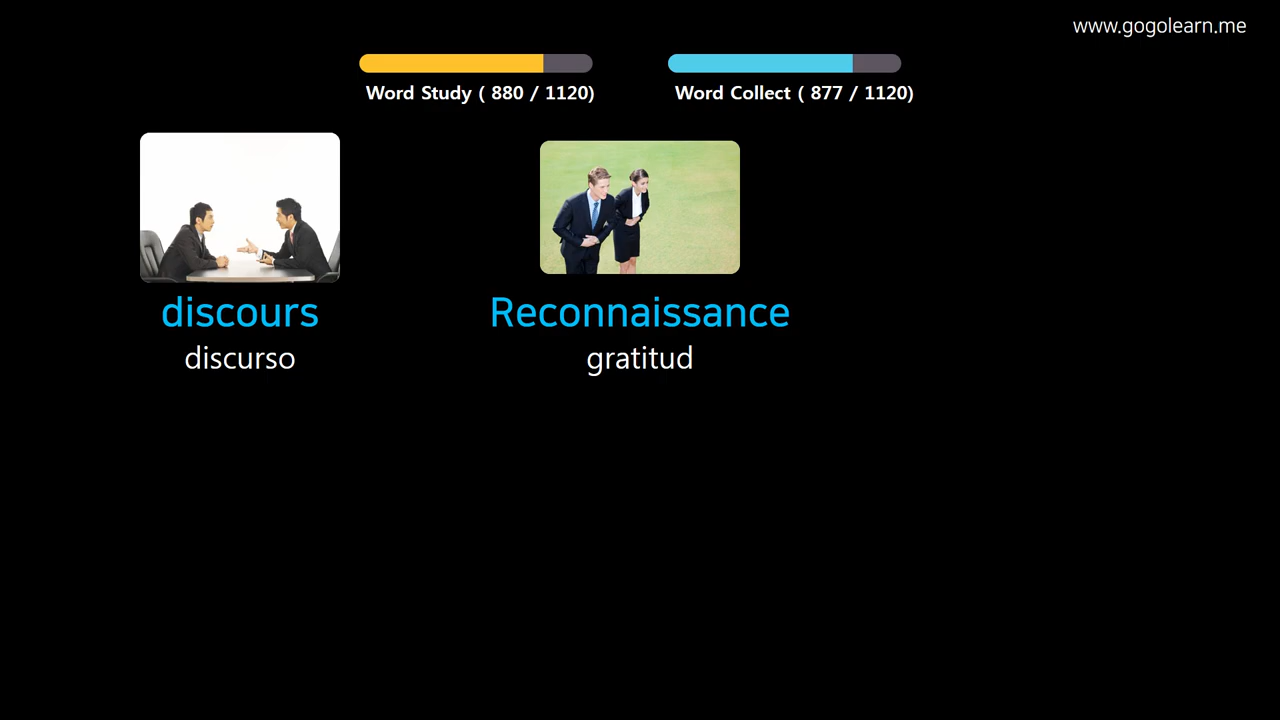 www.gogolearn.me
Word Study ( 880 / 1120)
Word Collect ( 877 / 1120)
discours
discurso
Reconnaissance
gratitud